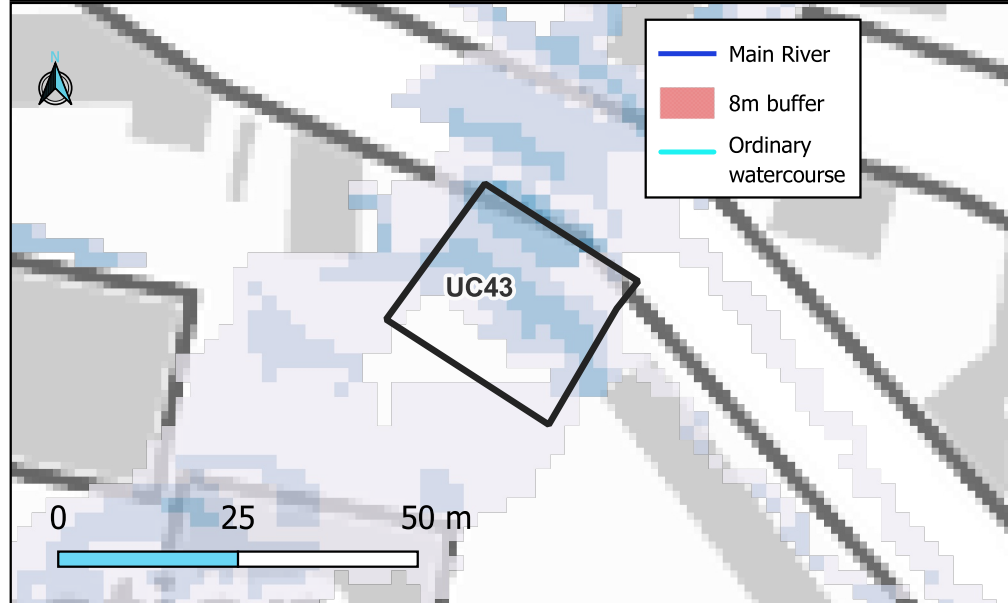 N
Main River
8m buffer
Ordinary
watercourse
UC43
0 25 50 m